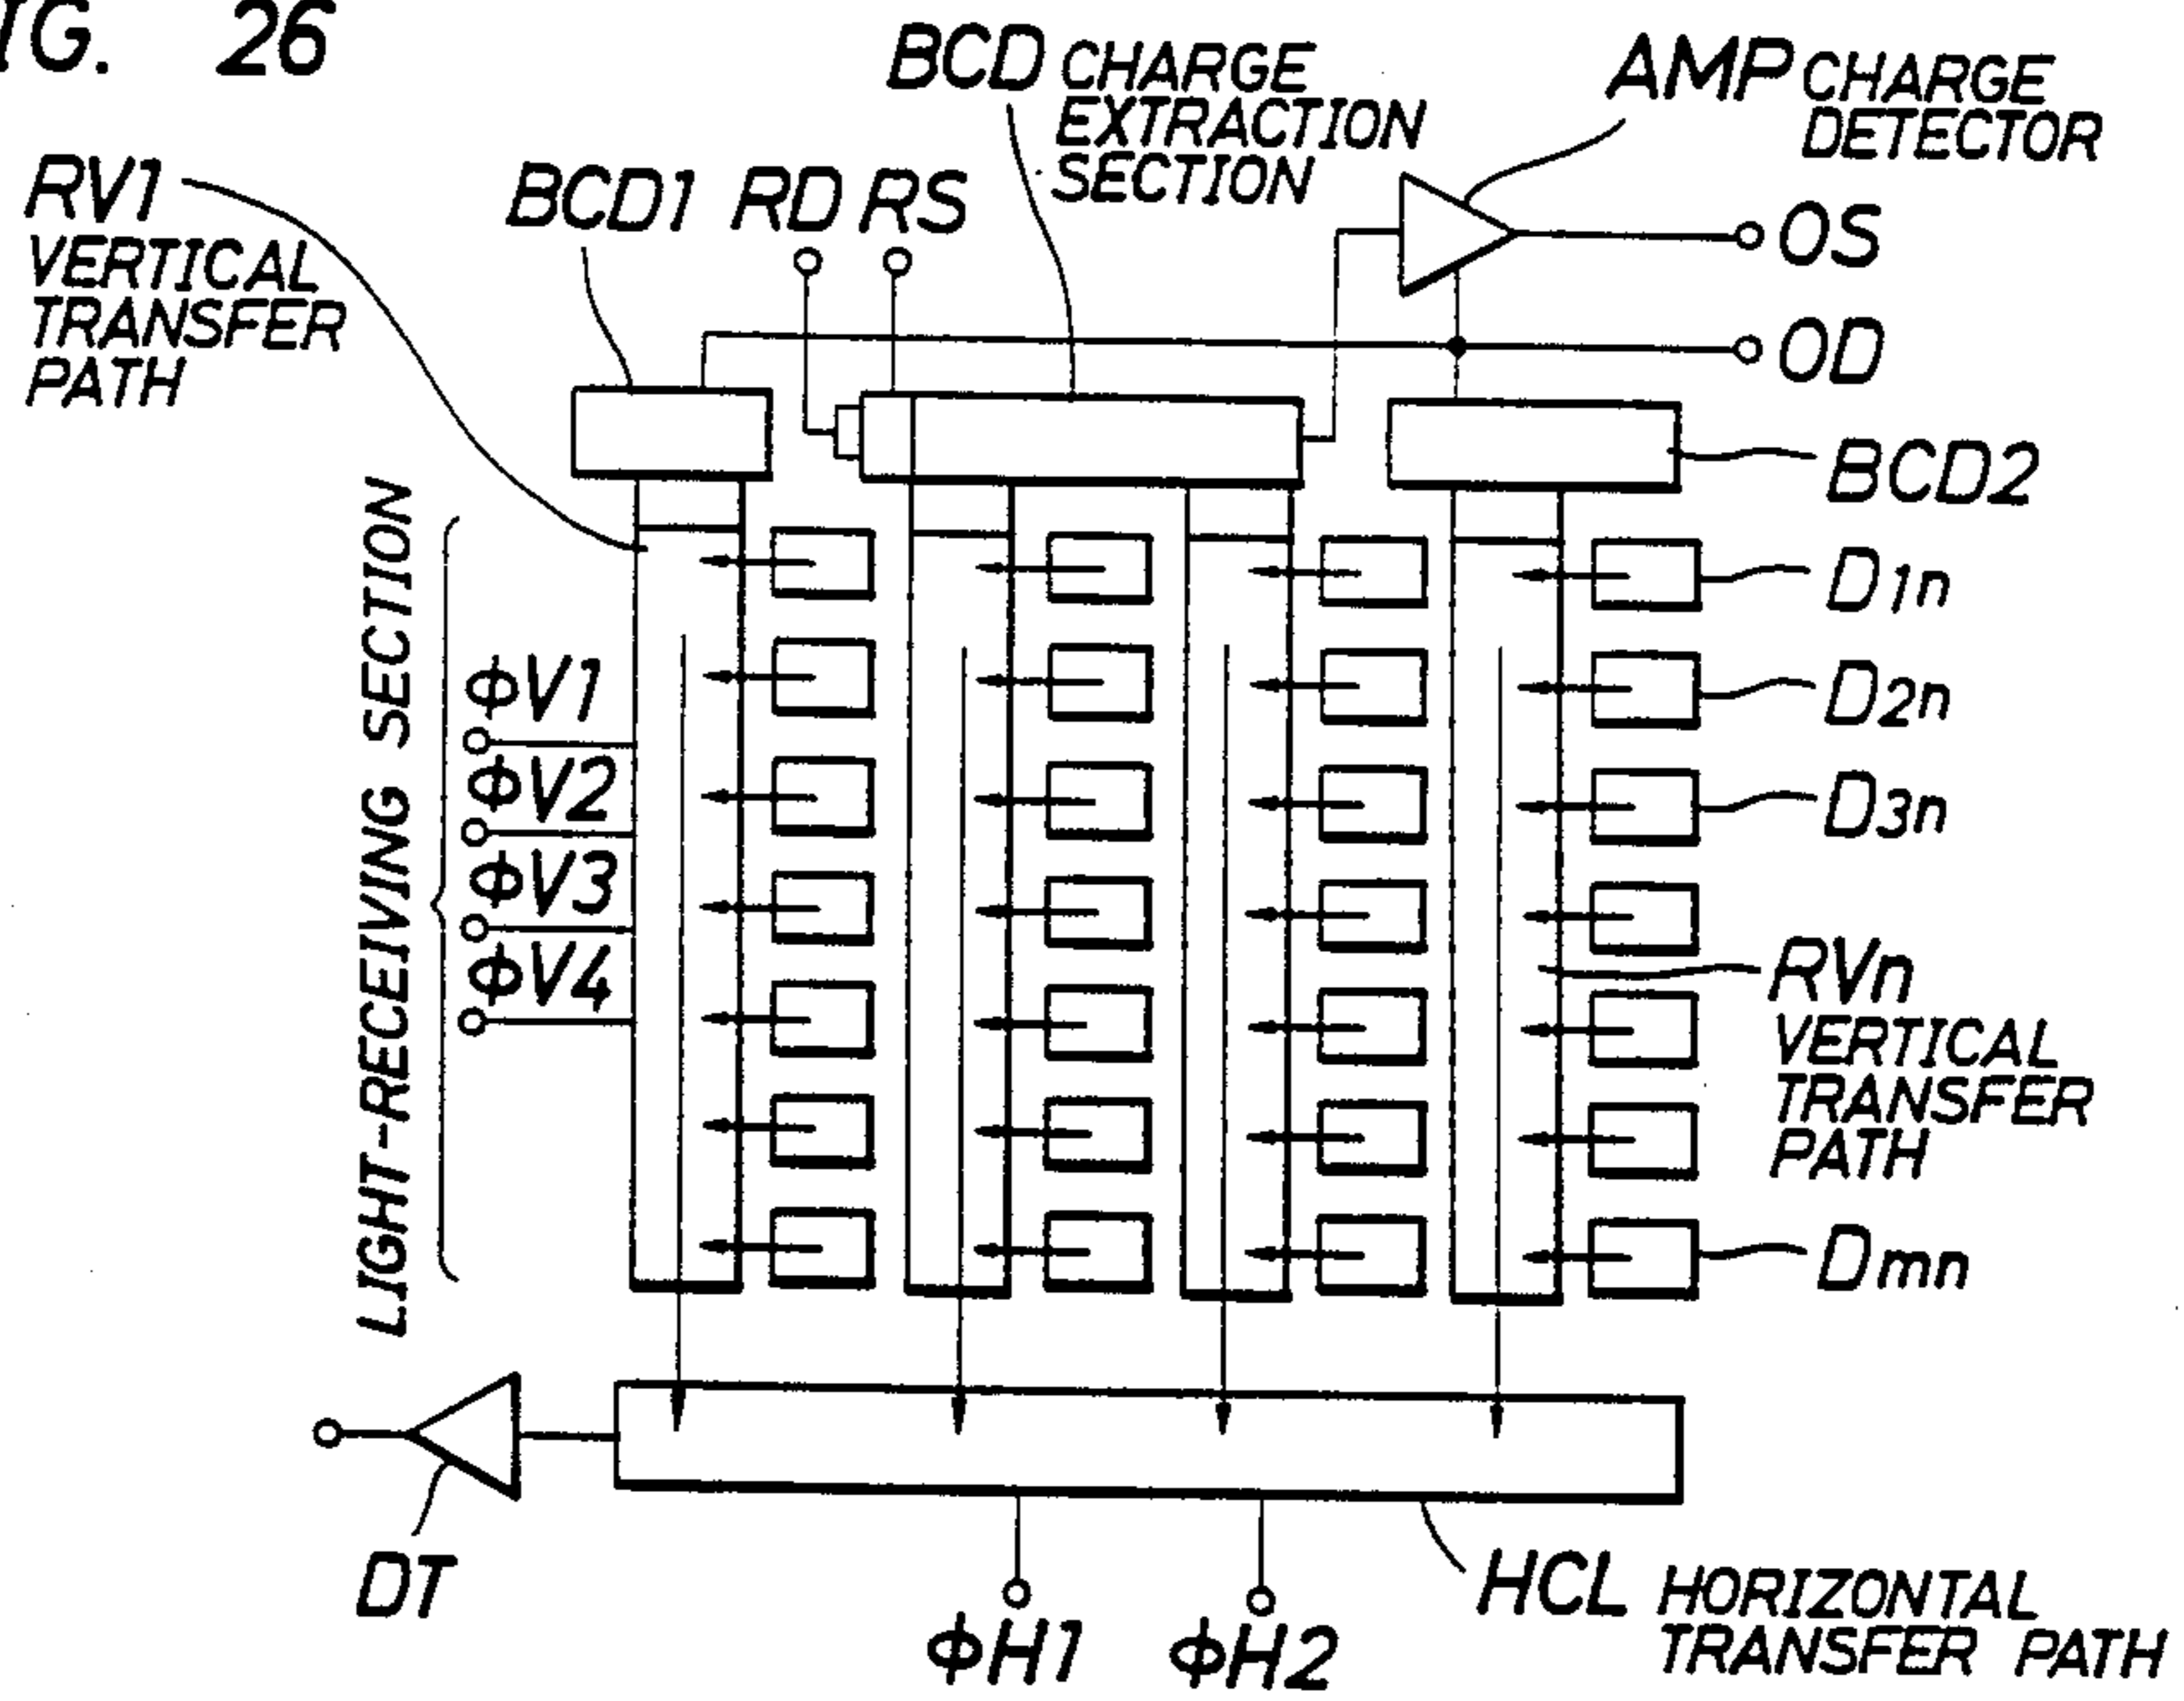 IG. 26
BCD CHARGE
EXTRACTION
SECTION
AMP CHARGE
DETECTOR
RV1
VERTICAL
TRANSFER
PATH
BCD1 RD RS
OS
OD
BCD2
LIGHT-RECEIVING SECTION
ΦV1
ΦV2
ΦV3
ΦV4
D1n
D2n
D3n
RVn
VERTICAL
TRANSFER
PATH
Dmn
DT
ΦH1 ΦH2
HCL HORIZONTAL
TRANSFER PATH